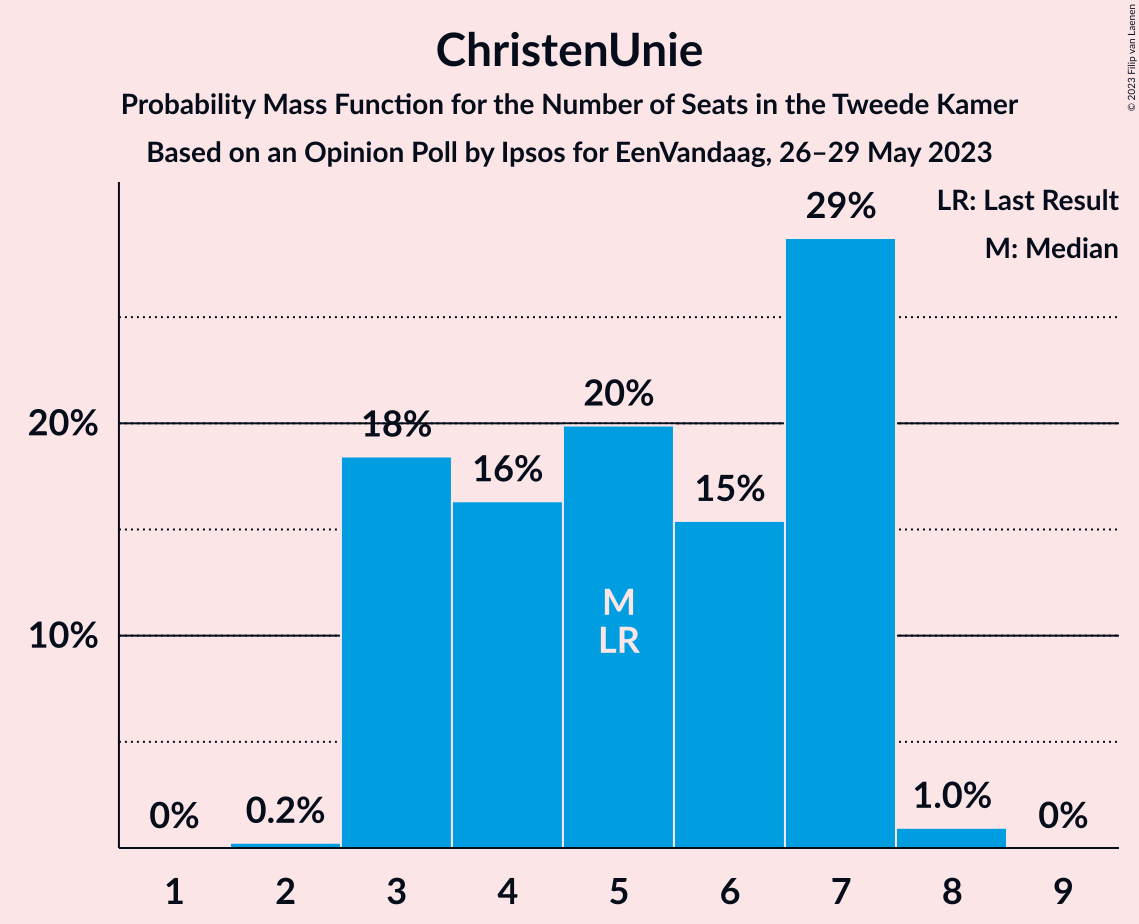 ChristenUnie
Probability Mass Function for the Number of Seats in the Tweede Kamer
Based on an Opinion Poll by Ipsos for EenVandaag, 26–29 May 2023
© 2023 Filip van Laenen
LR: Last Result
M: Median
29%
20%
20%
18%
16%
15%
M
LR
10%
0%
0.2%
1.0%
0%
1 2 3 4 5 6 7 8 9